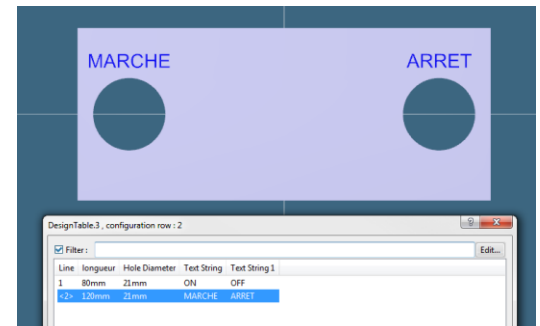 MARCHE ARRET
DesignTable.3 , configuration row : 2
Filter : Edit...
Line longueur Hole Diameter Text String Text String 1
1 80mm 21mm ON OFF
<2> 120mm 21mm MARCHE ARRET